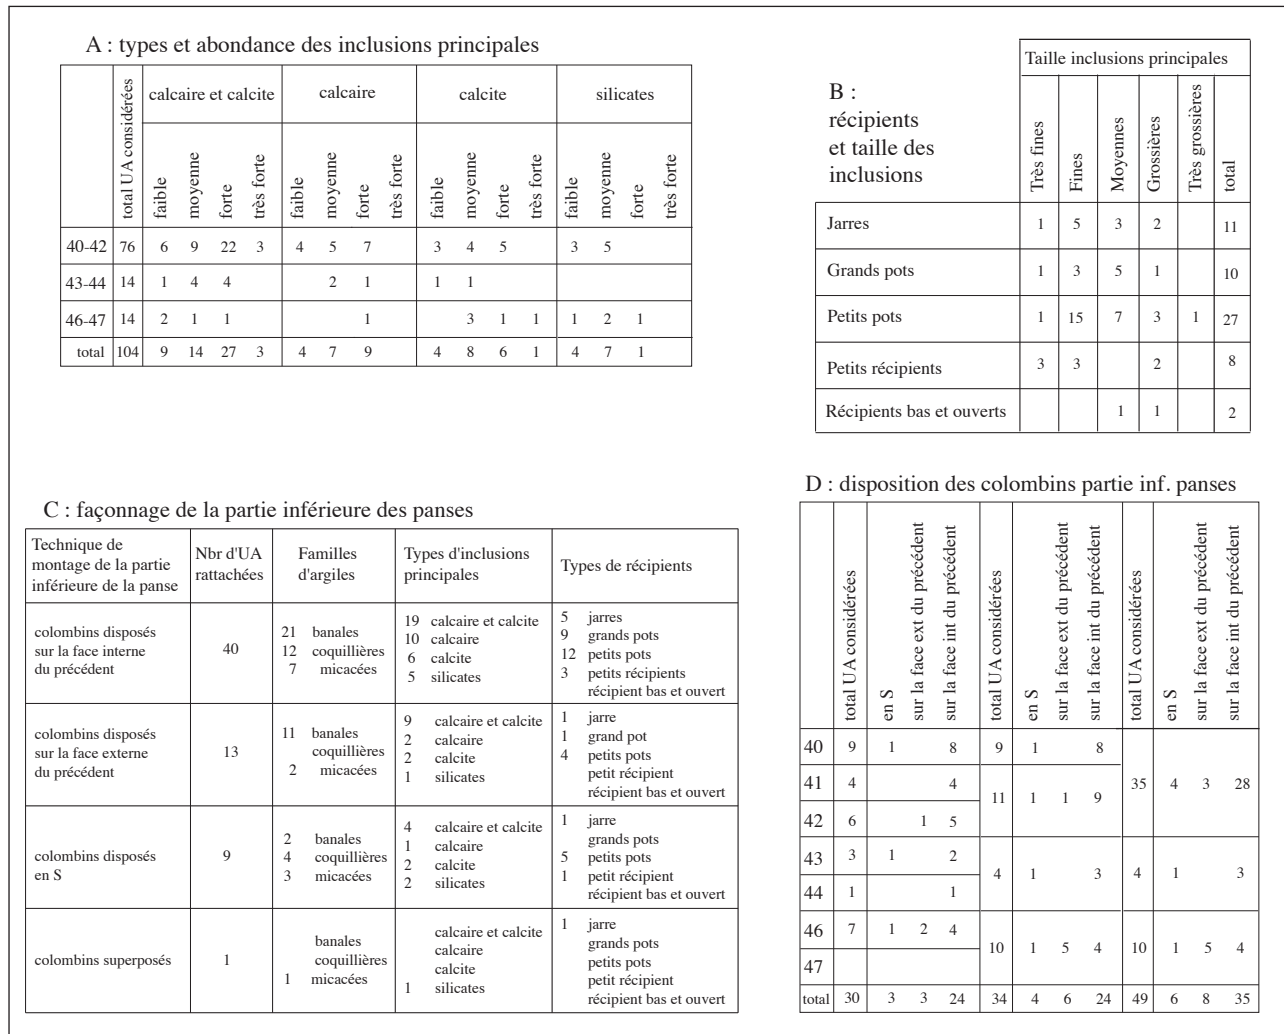 A : types et abondance des inclusions principales
total UA considérées calcaire et calcite calcaire calcite silicates
faible moyenne forte très forte faible moyenne forte très forte faible moyenne forte très forte faible moyenne forte très forte
40-42 76 6 9 22 3 4 5 7 3 4 5 3 5
43-44 14 1 4 4 2 1 1 1
46-47 14 2 1 1 1 3 1 1 1 2 1
total 104 9 14 27 3 4 7 9 4 8 6 1 4 7 1
B :
récipients
et taille des
inclusions
Taille inclusions principales
Très fines Fines Moyennes Grossières Très grossières total
Jarres 1 5 3 2 11
Grands pots 1 3 5 1 10
Petits pots 1 15 7 3 1 27
Petits récipients 3 3 2 8
Récipients bas et ouverts 1 1 2
C : façonnage de la partie inférieure des panses
Technique de
montage de la partie
inférieure de la panse
Nbr d'UA
rattachées
Familles
d'argiles
Types d'inclusions
principales
Types de récipients
colombins disposés
sur la face interne
du précédent
40
21 banales
12 coquillières
7 micacées
19 calcaire et calcite
10 calcaire
6 calcite
5 silicates
5 jarres
9 grands pots
12 petits pots
3 petits récipients
récipient bas et ouvert
colombins disposés
sur la face externe
du précédent
13
11 banales
coquillières
2 micacées
9 calcaire et calcite
2 calcaire
2 calcite
1 silicates
1 jarre
1 grand pot
4 petits pots
petit récipient
récipient bas et ouvert
colombins disposés
en S
9
2 banales
4 coquillières
3 micacées
4 calcaire et calcite
1 calcaire
2 calcite
2 silicates
1 jarre
grands pots
5 petits pots
1 petit récipient
récipient bas et ouvert
colombins superposés
1
banales
coquillières
1 micacées
calcaire et calcite
calcaire
calcite
1 silicates
1 jarre
grands pots
petits pots
petit récipient
récipient bas et ouvert
D : disposition des colombins partie inf. panses
total UA considérées en S sur la face ext du précédent sur la face int du précédent total UA considérées en S sur la face ext du précédent sur la face int du précédent total UA considérées en S sur la face ext du précédent sur la face int du précédent
40 9 1 8 9 1 8
41 4 4
11 1 1 9
35 4 3 28
42 6 1 5
43 3 1 2
4 1 3 4 1 3
44 1 1
46 7 1 2 4
10 1 5 4 10 1 5 4
47
total 30 3 3 24 34 4 6 24 49 6 8 35